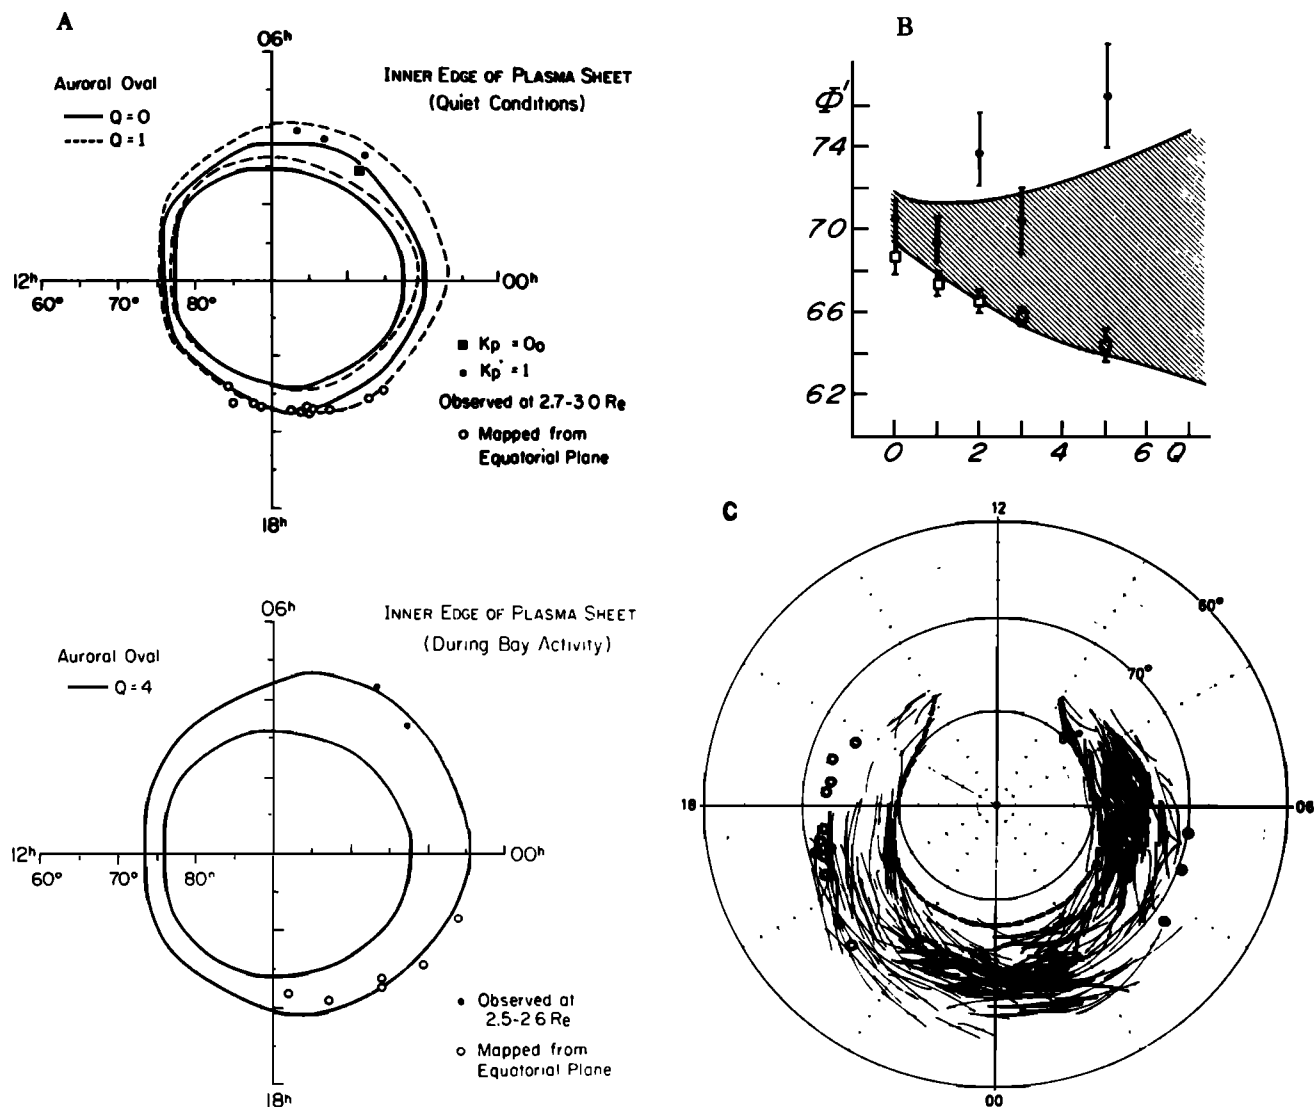 A
06ʰ
INNER EDGE OF PLASMA SHEET
(Quiet Conditions)
Auroral Oval
Q = 0
Q = 1
12ʰ
00ʰ
60°
70°
80°
Kp = 0o
Kp = 1
Observed at 2.7-3.0 Re
Mapped from
Equatorial Plane
18ʰ
06ʰ
INNER EDGE OF PLASMA SHEET
(During Bay Activity)
Auroral Oval
Q = 4
12ʰ
00ʰ
60°
70°
80°
Observed at
2.5-2.6 Re
Mapped from
Equatorial Plane
18ʰ
B
Φ'
74
70
66
62
0 2 4 6 Q
C
12
60°
70°
18
06
00